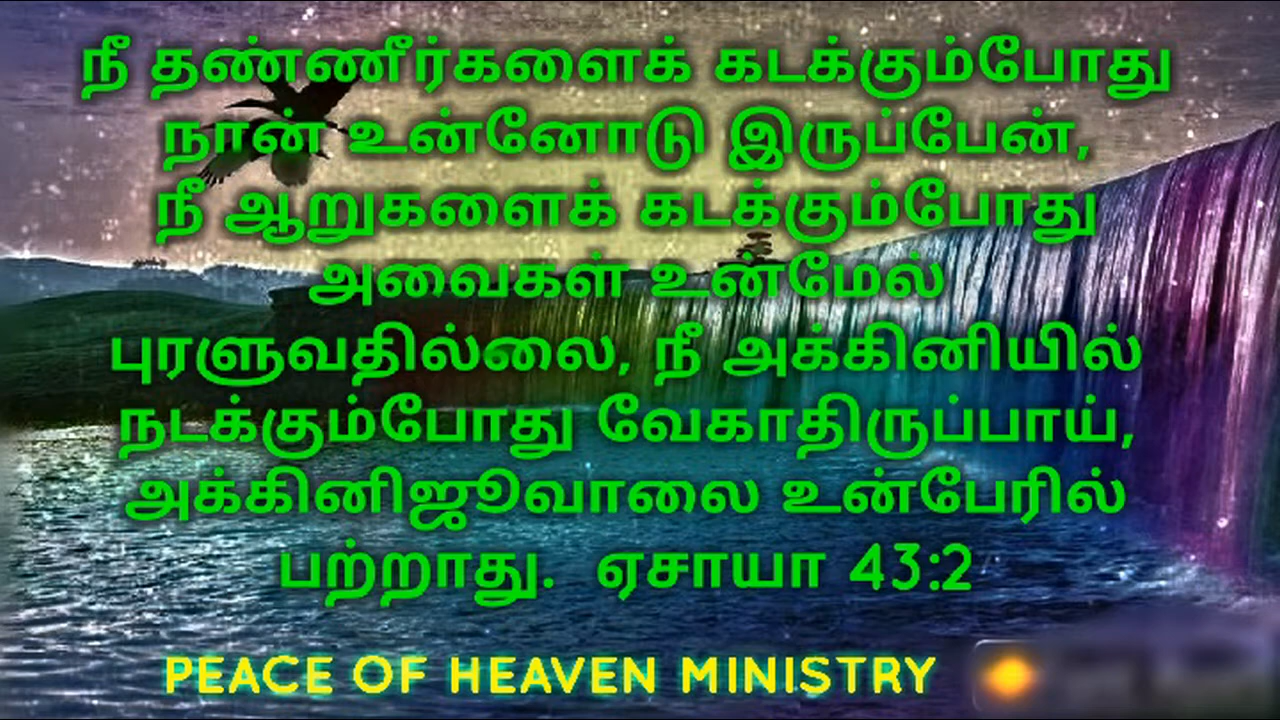 நீ தண்ணீர்களைக் கடக்கும்போது
நான் உன்னோடு இருப்பேன்,
நீ ஆறுகளைக் கடக்கும்போது
அவைகள் உன்மேல்
புரளுவதில்லை, நீ அக்கினியில்
நடக்கும்போது வேகாதிருப்பாய்,
அக்கினிஜூவாலை உன்பேரில்
பற்றாது. ஏசாயா 43:2
PEACE OF HEAVEN MINISTRY